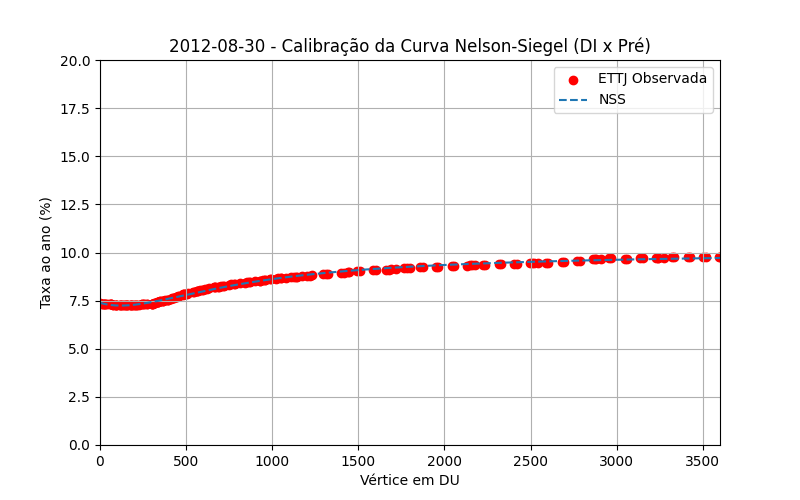 2012-08-30 - Calibração da Curva Nelson-Siegel (DI x Pré)
ETTJ Observada
NSS
Taxa ao ano (%)
20.0
17.5
15.0
12.5
10.0
7.5
5.0
2.5
0.0
0 500 1000 1500 2000 2500 3000 3500
Vértice em DU